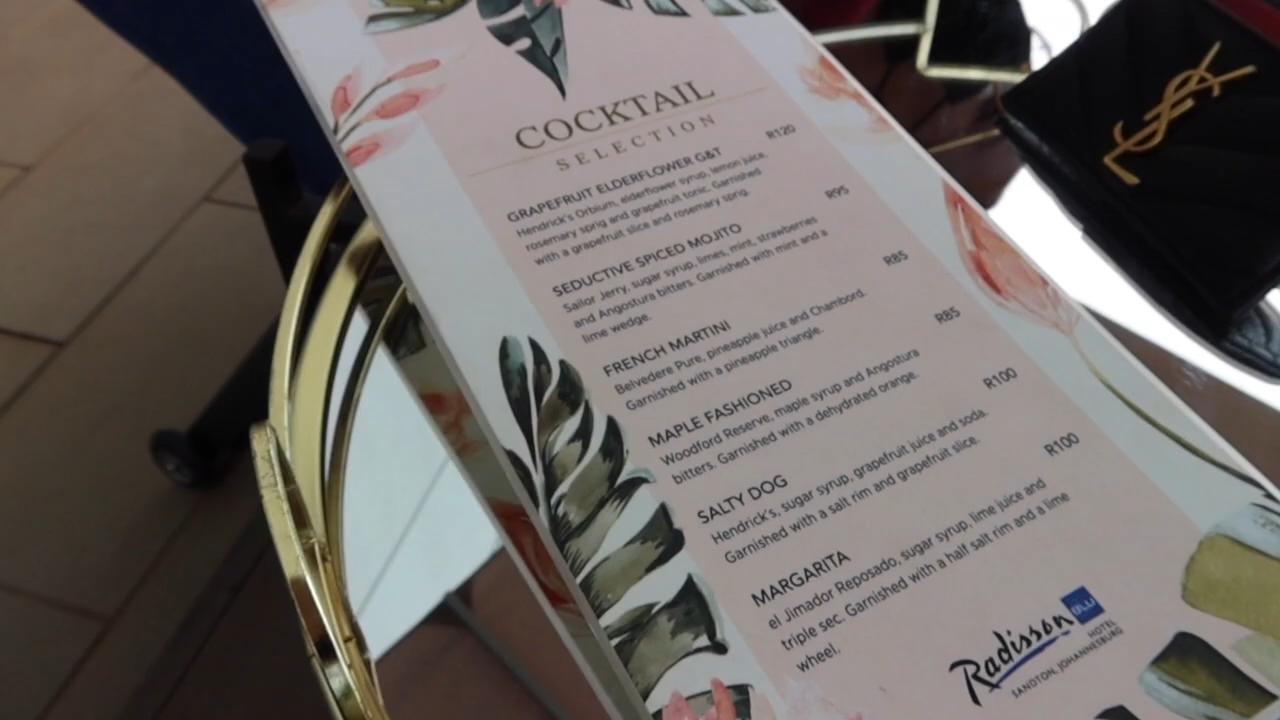 COCKTAIL
SELECTION
GRAPEFRUIT ELDERFLOWER G&T R120
Hendrick's Orbium, elderflower syrup, lemon juice,
rosemary sprig and grapefruit tonic. Garnished
with a grapefruit slice and rosemary sprig.
SEDUCTIVE SPICED MOJITO R95
Sailor Jerry, sugar syrup, limes, mint, strawberries
and Angostura bitters. Garnished with mint and a
lime wedge.
FRENCH MARTINI R85
Belvedere Pure, pineapple juice and Chambord.
Garnished with a pineapple triangle.
MAPLE FASHIONED R85
Woodford Reserve, maple syrup and Angostura
bitters. Garnished with a dehydrated orange.
SALTY DOG R100
Hendrick's, sugar syrup, grapefruit juice and soda.
Garnished with a salt rim and grapefruit slice.
MARGARITA R100
el Jimador Reposado, sugar syrup, lime juice and
triple sec. Garnished with a half salt rim and a lime
wheel.
Radisson BLU
HOTEL
SANDTON, JOHANNESBURG
YSL